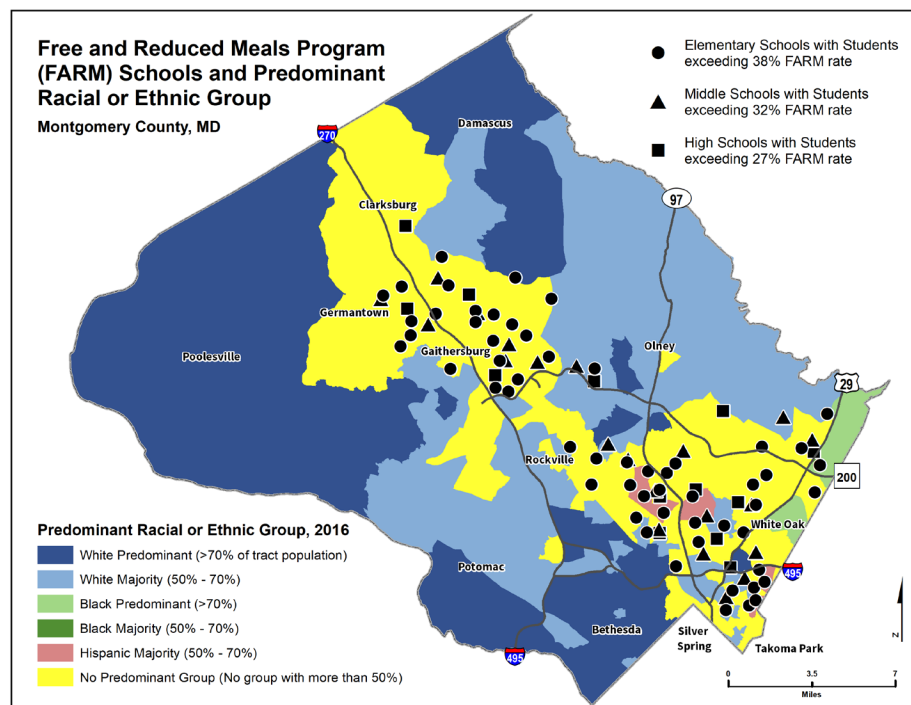 Free and Reduced Meals Program
(FARM) Schools and Predominant
Racial or Ethnic Group
Montgomery County, MD
Elementary Schools with Students
exceeding 38% FARM rate
Middle Schools with Students
exceeding 32% FARM rate
High Schools with Students
exceeding 27% FARM rate
270
Damascus
97
Clarksburg
Germantown
Poolesville
Gaithersburg
Olney
29
Rockville
200
White Oak
Potomac
495
Bethesda
Silver
Spring
Takoma Park
495
Predominant Racial or Ethnic Group, 2016
White Predominant (>70% of tract population)
White Majority (50% - 70%)
Black Predominant (>70%)
Black Majority (50% - 70%)
Hispanic Majority (50% - 70%)
No Predominant Group (No group with more than 50%)
N
0
3.5
7
Miles